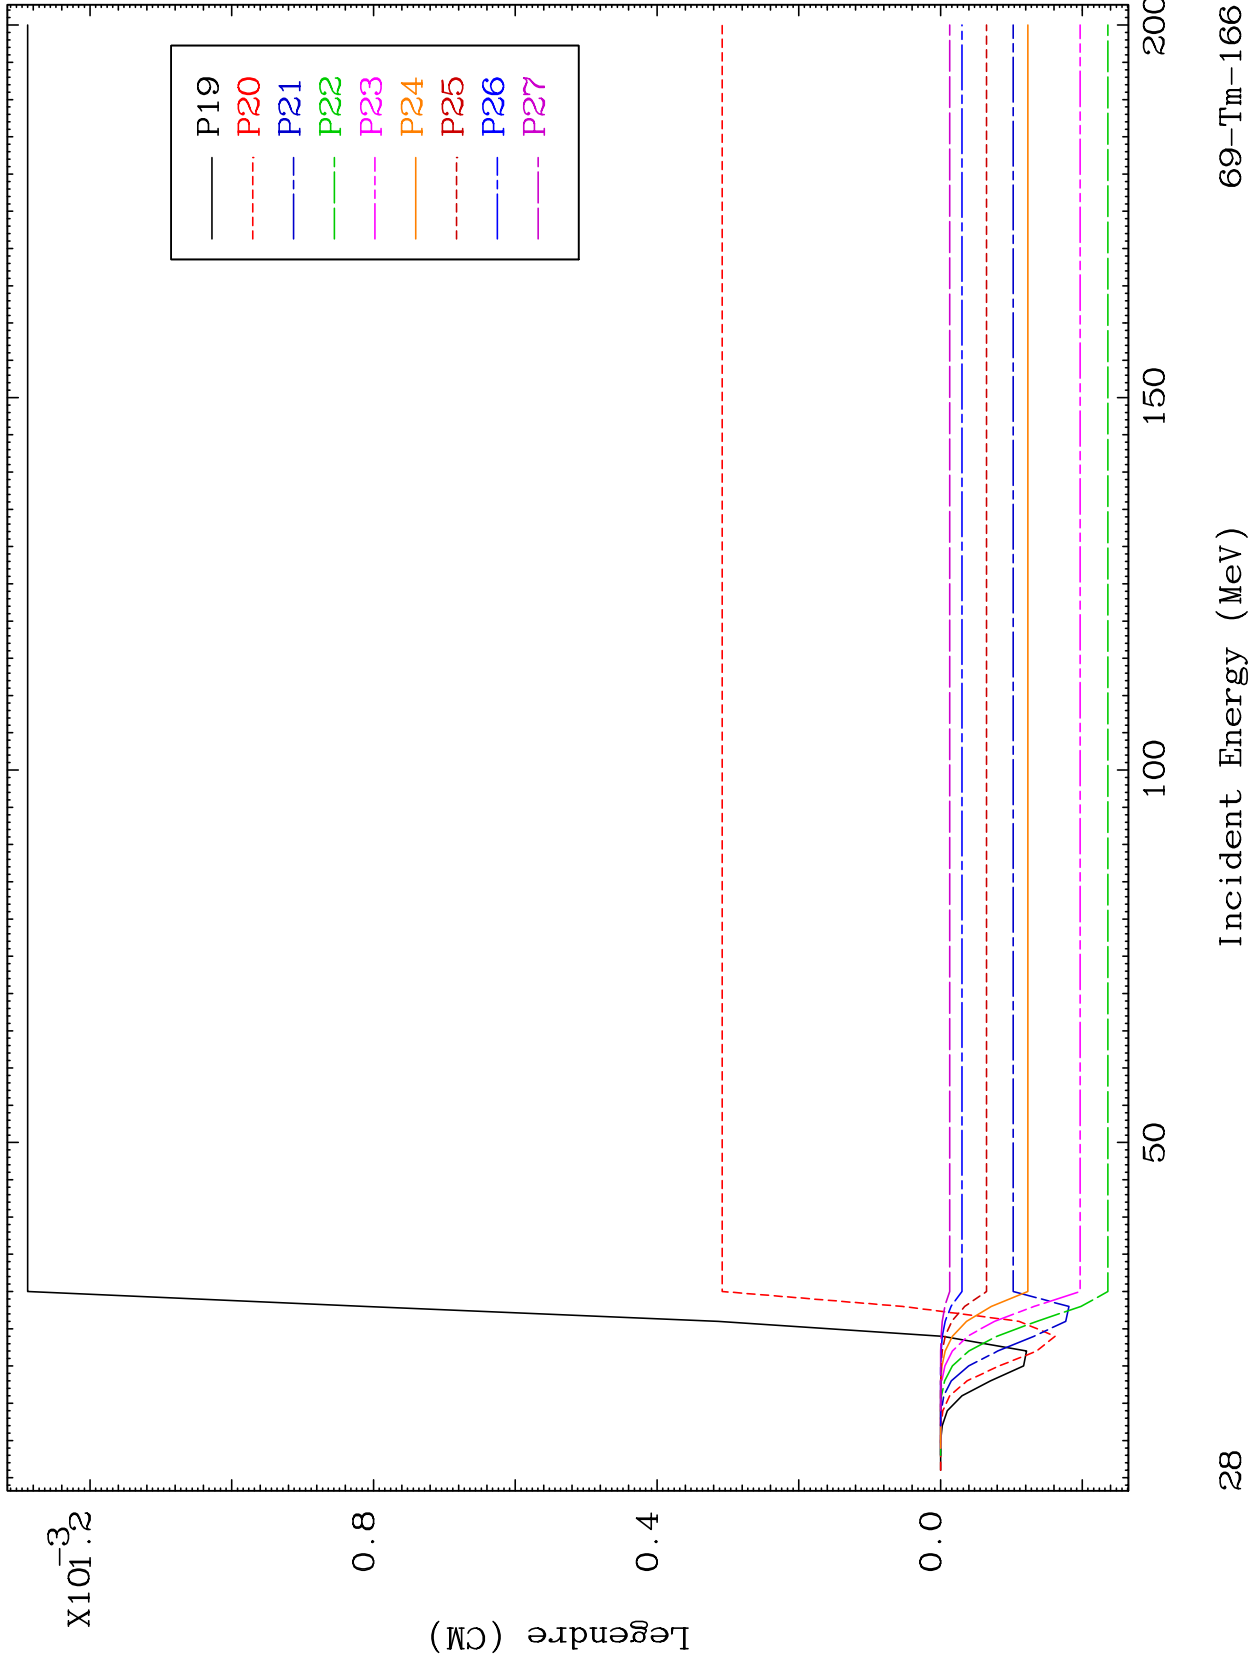 X10-3
1.2
0.8
0.4
0.0
Legendre (CM)
P19
P20
P21
P22
P23
P24
P25
P26
P27
50
100
150
200
28
Incident Energy (MeV)
69-Tm-166